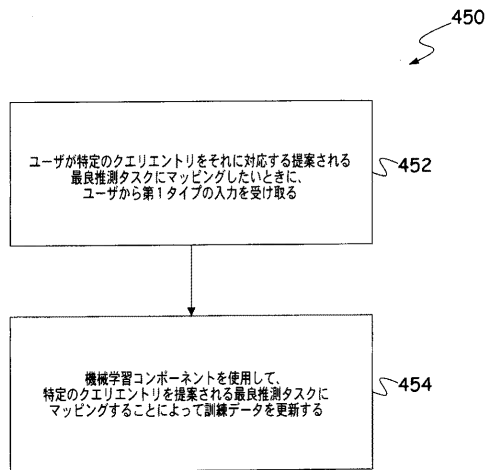 450
ユーザが特定のクエリエントリをそれに対応する提案される
最良推測タスクにマッピングしたいときに、
ユーザから第1タイプの入力を受け取る
452
機械学習コンポーネントを使用して、
特定のクエリエントリを提案される最良推測タスクに
マッピングすることによって訓練データを更新する
454